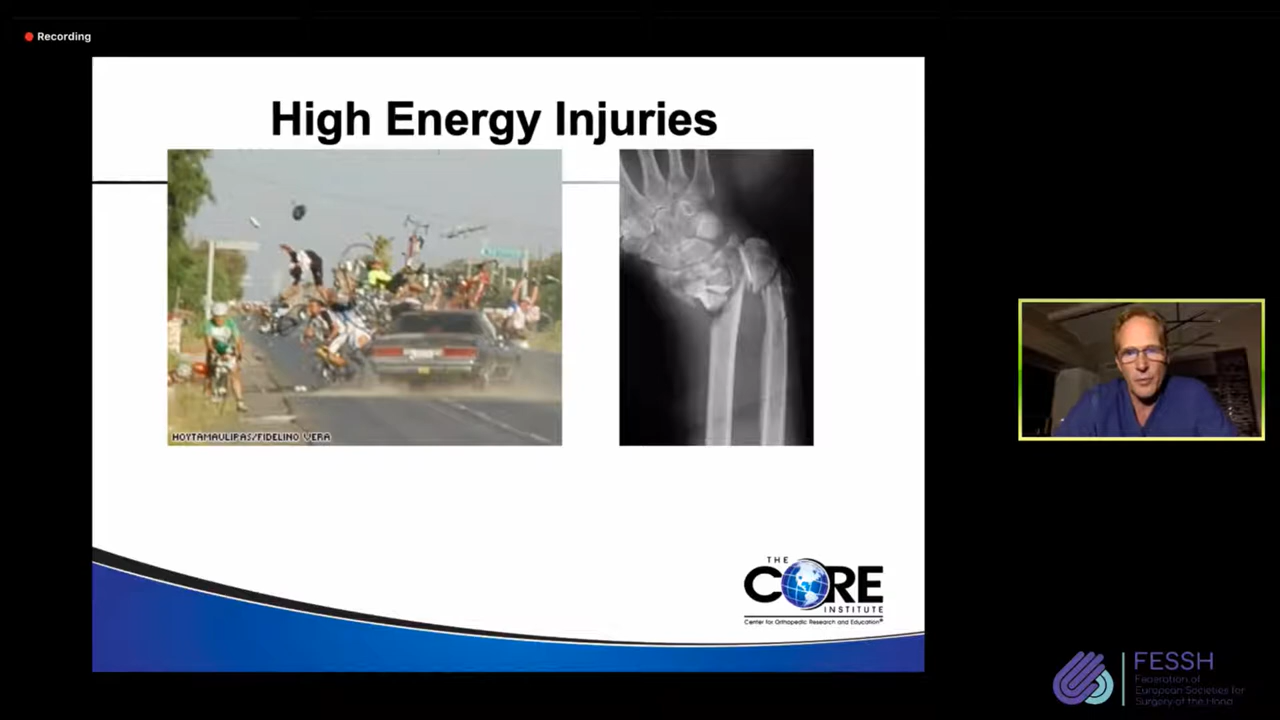 Recording
High Energy Injuries
HOYTAMAULIPAS/FIDELINO VERA
THE
CORE
INSTITUTE
Center for Orthopedic Research and Education®
FESSH
Federation of
European Societies for
Surgery of the Hand